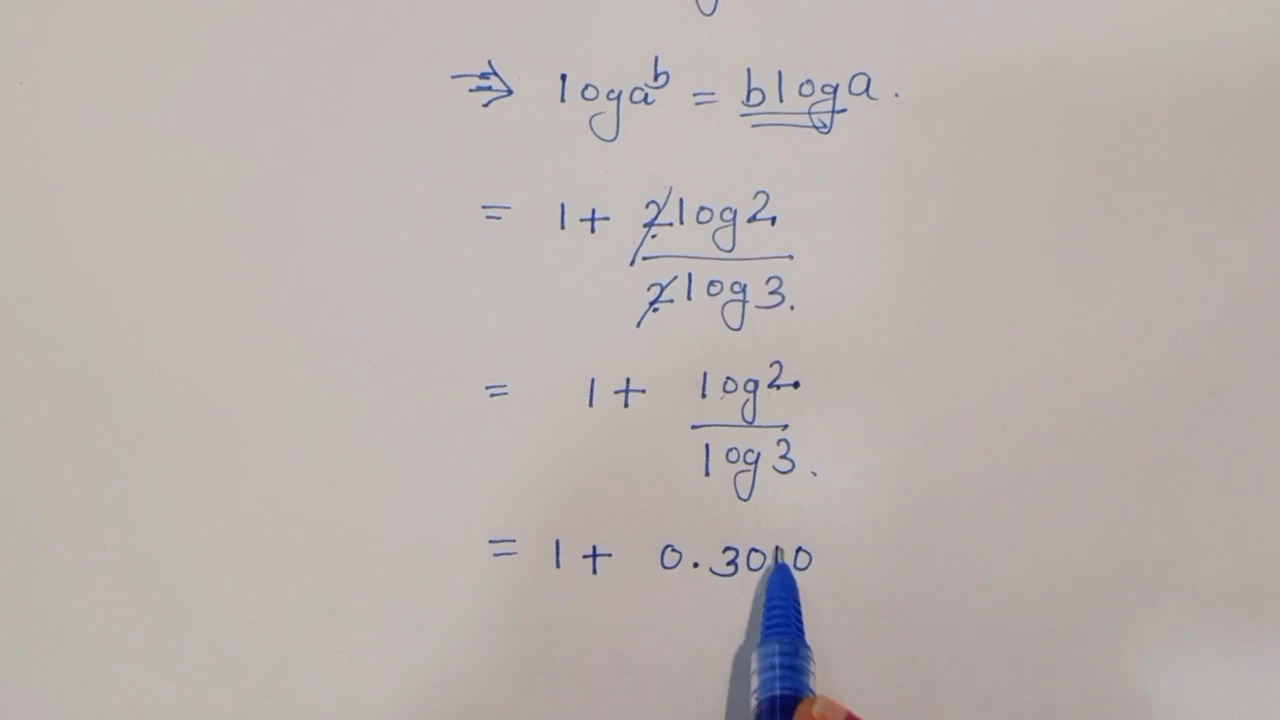 ⇒ log a^b = b log a.
= 1 + 2 log 2
2 log 3.
= 1 + log 2.
log 3.
= 1 + 0.3010